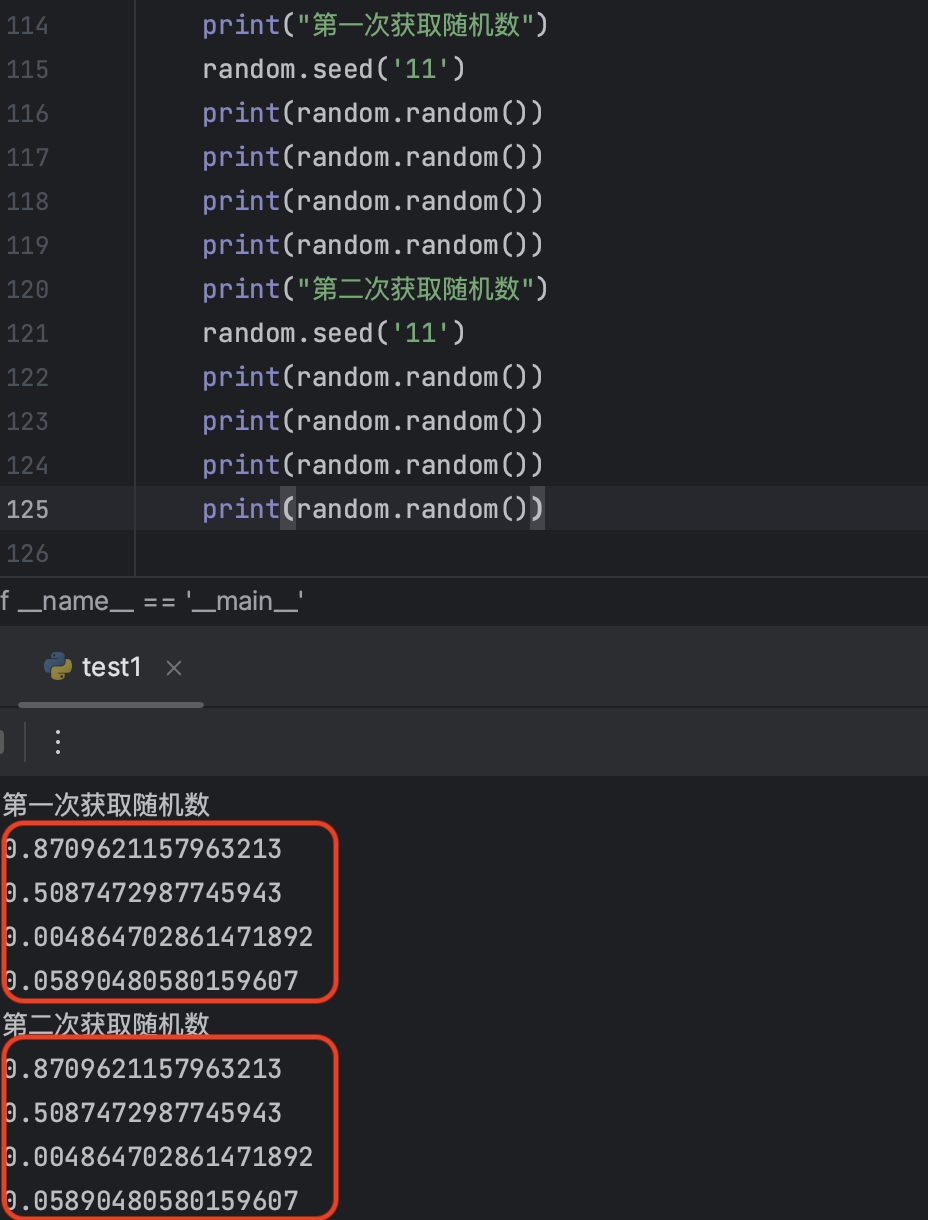 114 print("第一次获取随机数")
115 random.seed('11')
116 print(random.random())
117 print(random.random())
118 print(random.random())
119 print(random.random())
120 print("第二次获取随机数")
121 random.seed('11')
122 print(random.random())
123 print(random.random())
124 print(random.random())
125 print(random.random())
126
f __name__ == '__main__'
test1
第一次获取随机数
0.8709621157963213
0.5087472987745943
0.004864702861471892
0.05890480580159607
第二次获取随机数
0.8709621157963213
0.5087472987745943
0.004864702861471892
0.05890480580159607